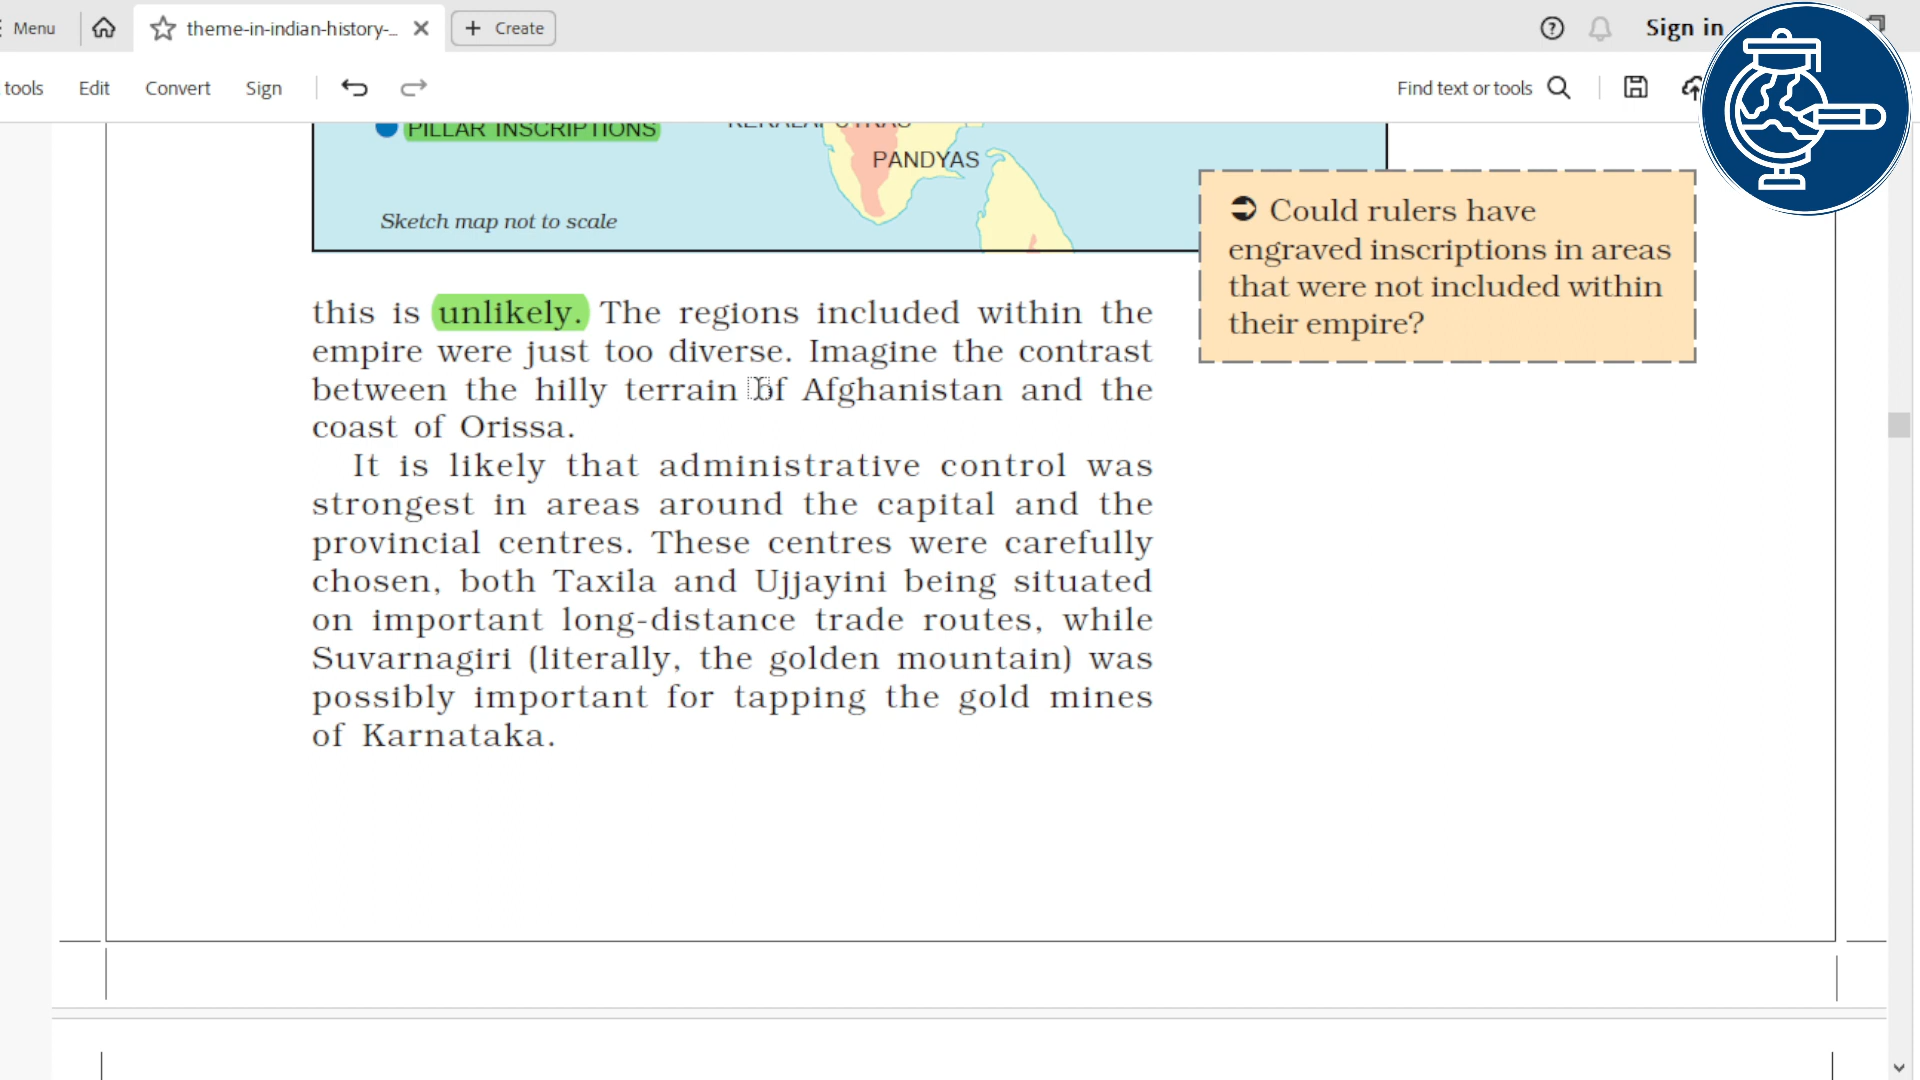 Menu
theme-in-indian-history-_
Create
Sign in
tools
Edit
Convert
Sign
Find text or tools
PILLAR INSCRIPTIONS
PANDYAS
Sketch map not to scale
Could rulers have
engraved inscriptions in areas
that were not included within
their empire?
this is unlikely. The regions included within the
empire were just too diverse. Imagine the contrast
between the hilly terrain of Afghanistan and the
coast of Orissa.
It is likely that administrative control was
strongest in areas around the capital and the
provincial centres. These centres were carefully
chosen, both Taxila and Ujjayini being situated
on important long-distance trade routes, while
Suvarnagiri (literally, the golden mountain) was
possibly important for tapping the gold mines
of Karnataka.